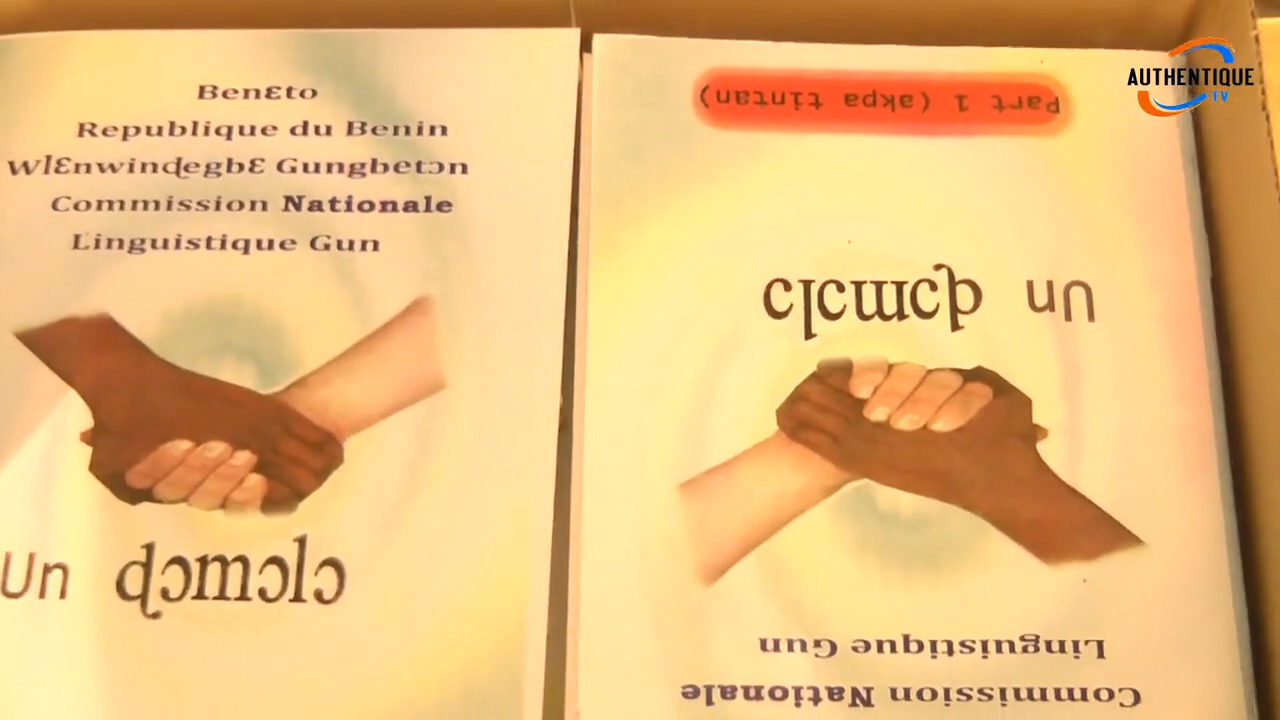 Benɛto
Republique du Benin
wlɛnwinɖegbɛ Gungbetɔn
Commission Nationale
Linguistique Gun
Un ɖɔmɔlɔ
Part 1 (akpa tintan)
Un ɖɔmɔlɔ
Linguistique Gun
Commission Nationale
AUTHENTIQUE
TV